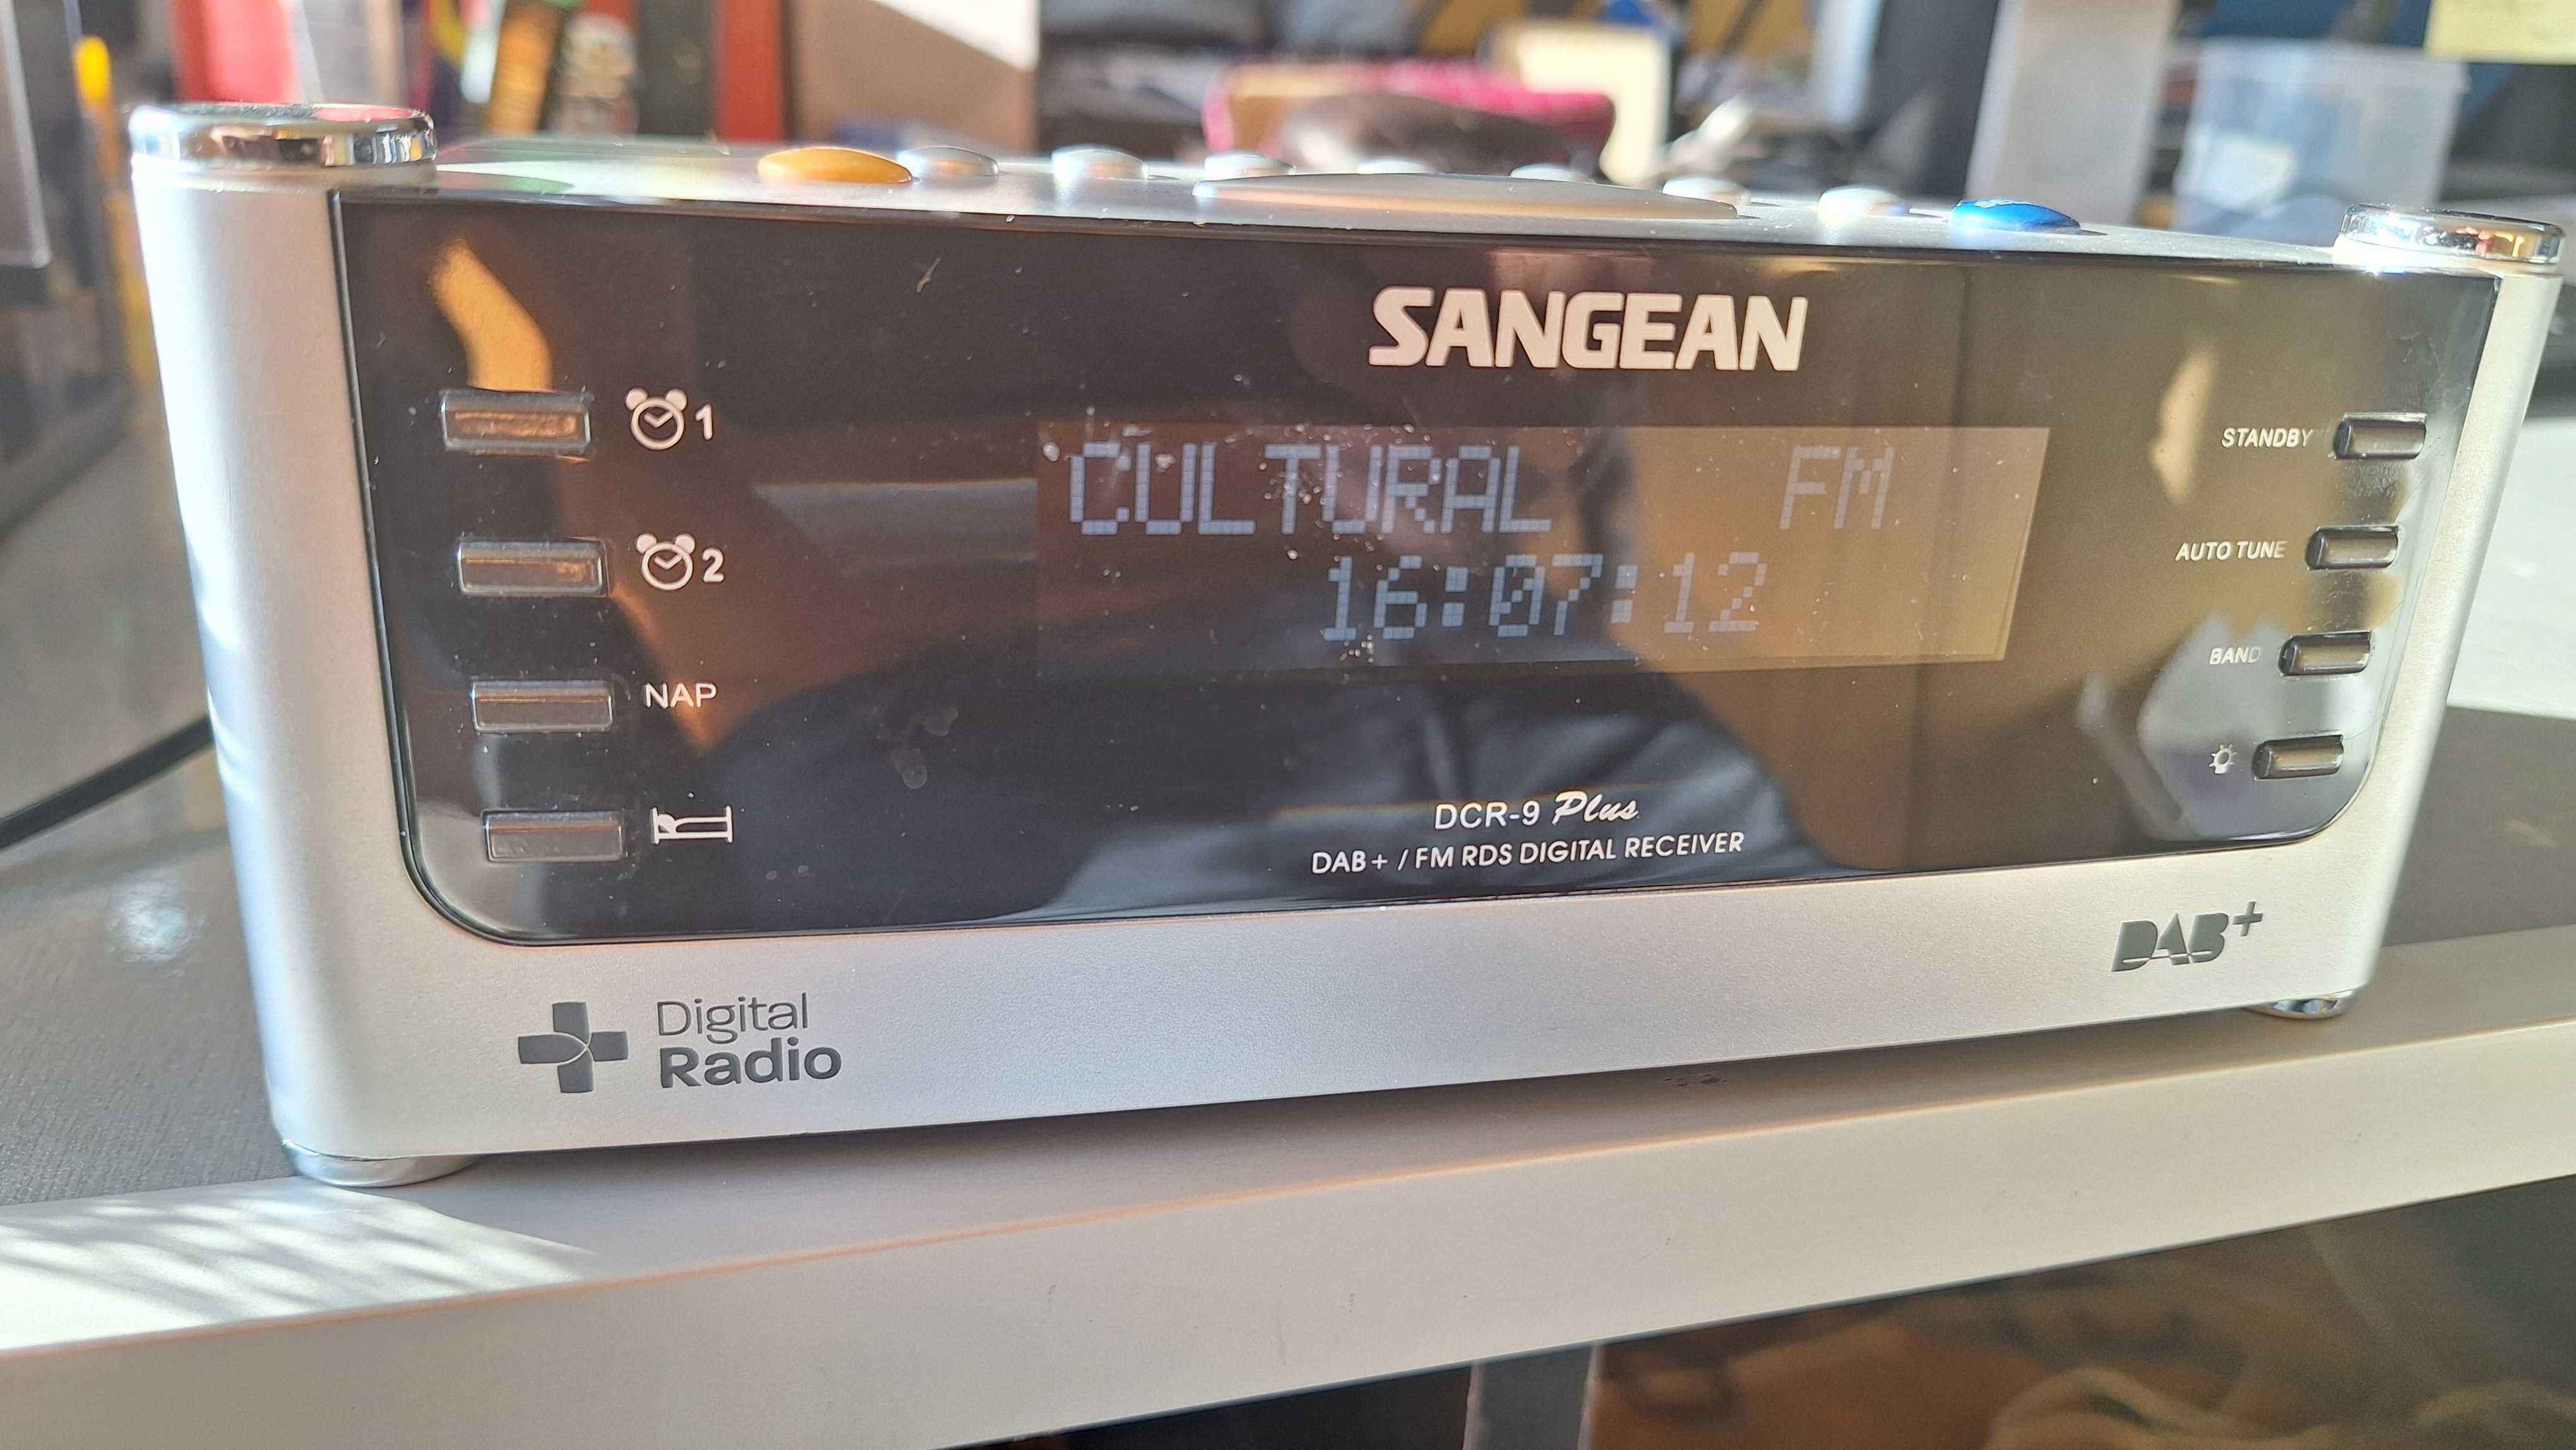 SANGEAN
1
2
NAP
CULTURAL FM
16:07:12
STANDBY
AUTO TUNE
BAND
DCR-9 Plus
DAB+ / FM RDS DIGITAL RECEIVER
Digital
Radio
DAB+